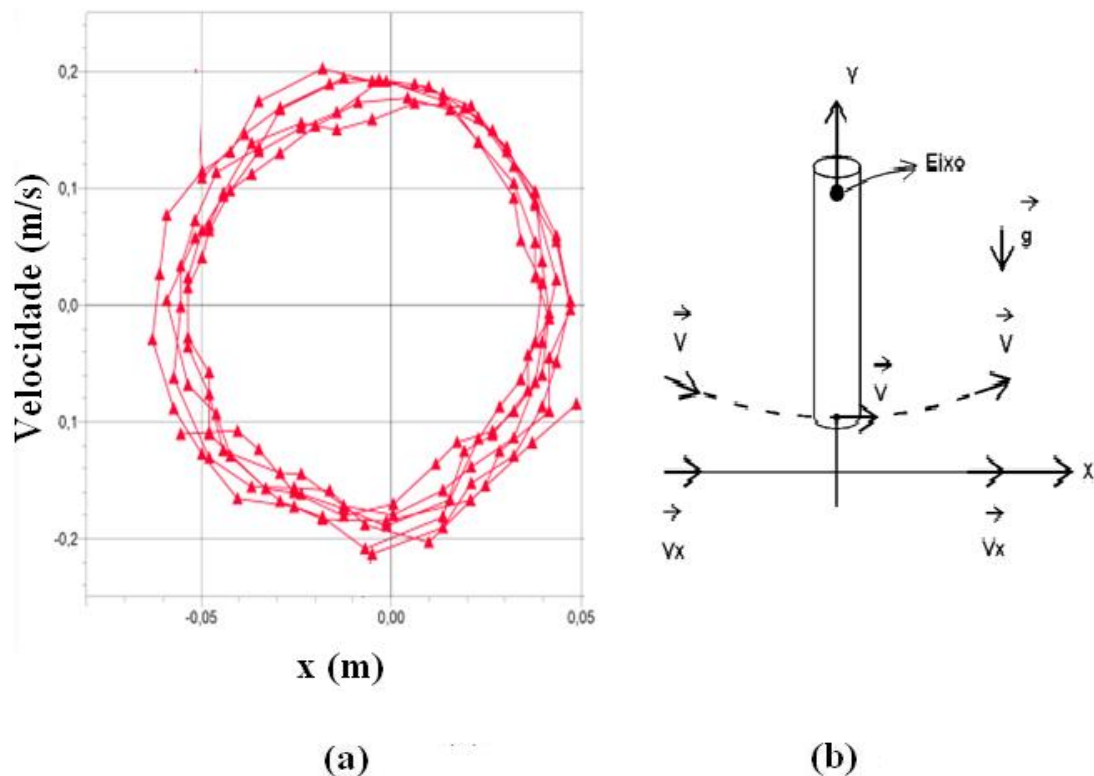 0,2
0,1
0,0
0,1
-0,2
Velocidade (m/s)
-0,05
0,00
0,05
x (m)
(a)
Y
Eixo
g
V
V
V
X
Vx
Vx
(b)